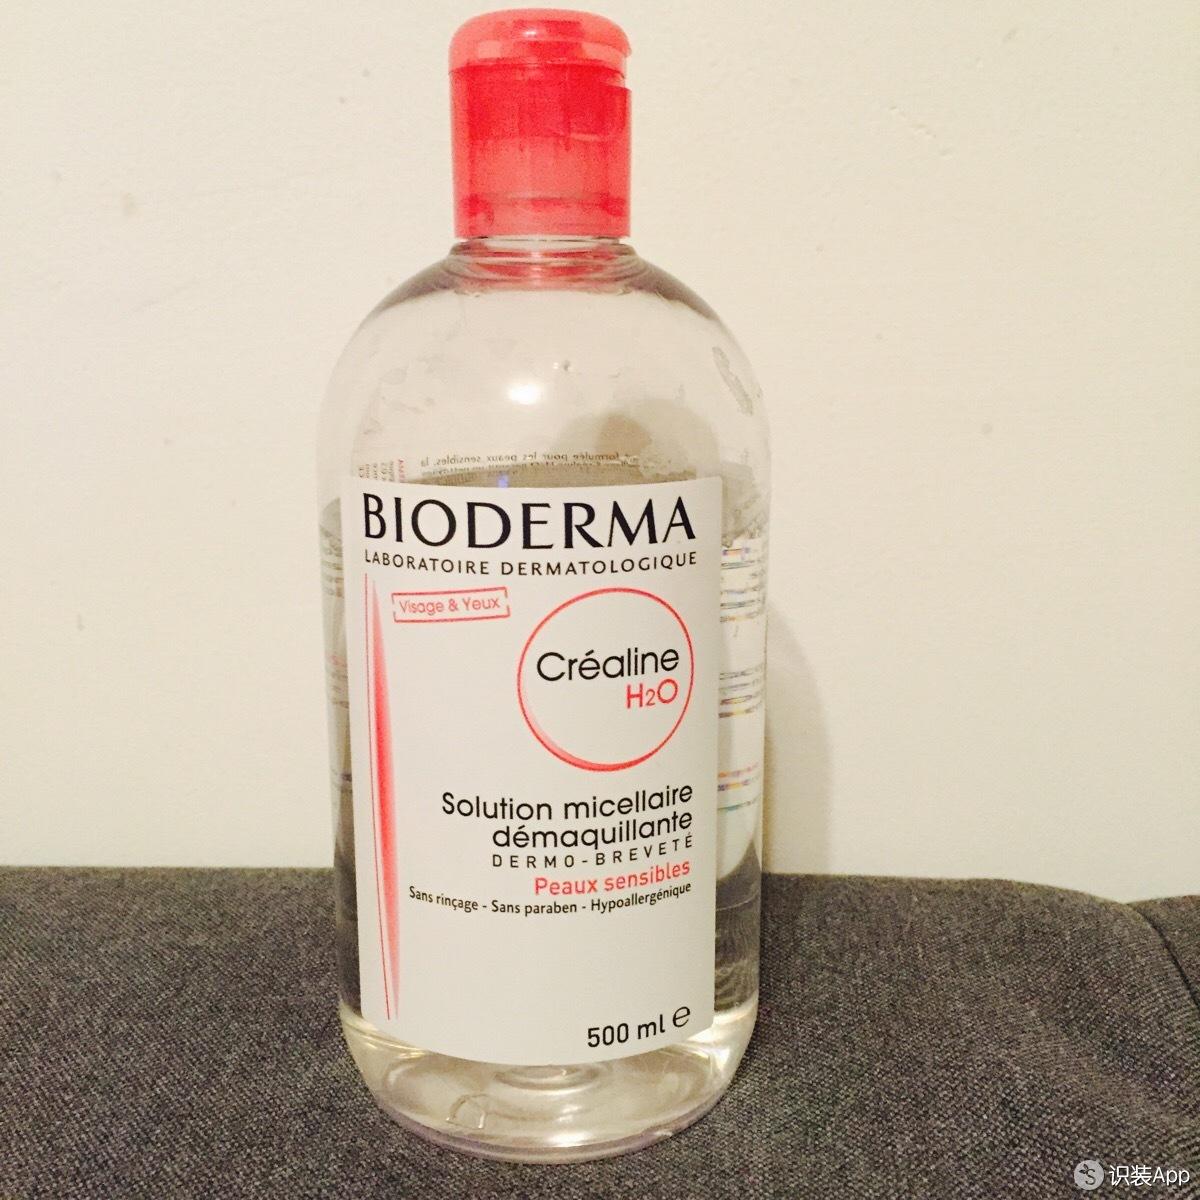 BIODERMA
LABORATOIRE DERMATOLOGIQUE
Visage & Yeux
Créaline
H2O
Solution micellaire
démaquillante
DERMO-BREVETÉ
Peaux sensibles
Sans rinçage - Sans paraben - Hypoallergénique
500 ml e
识装App